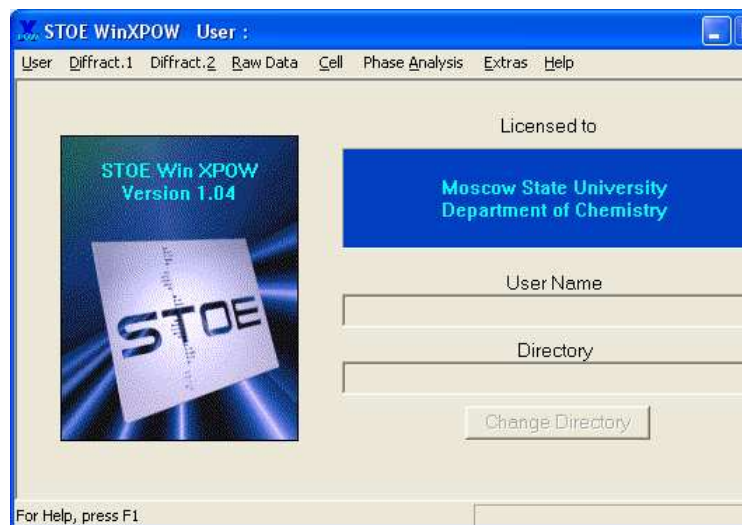 STOE WinXPOW User :
User Diffract.1 Diffract.2 Raw Data Cell Phase Analysis Extras Help
STOE Win XPOW
Version 1.04
STOE
Licensed to
Moscow State University
Department of Chemistry
User Name
Directory
Change Directory
For Help, press F1